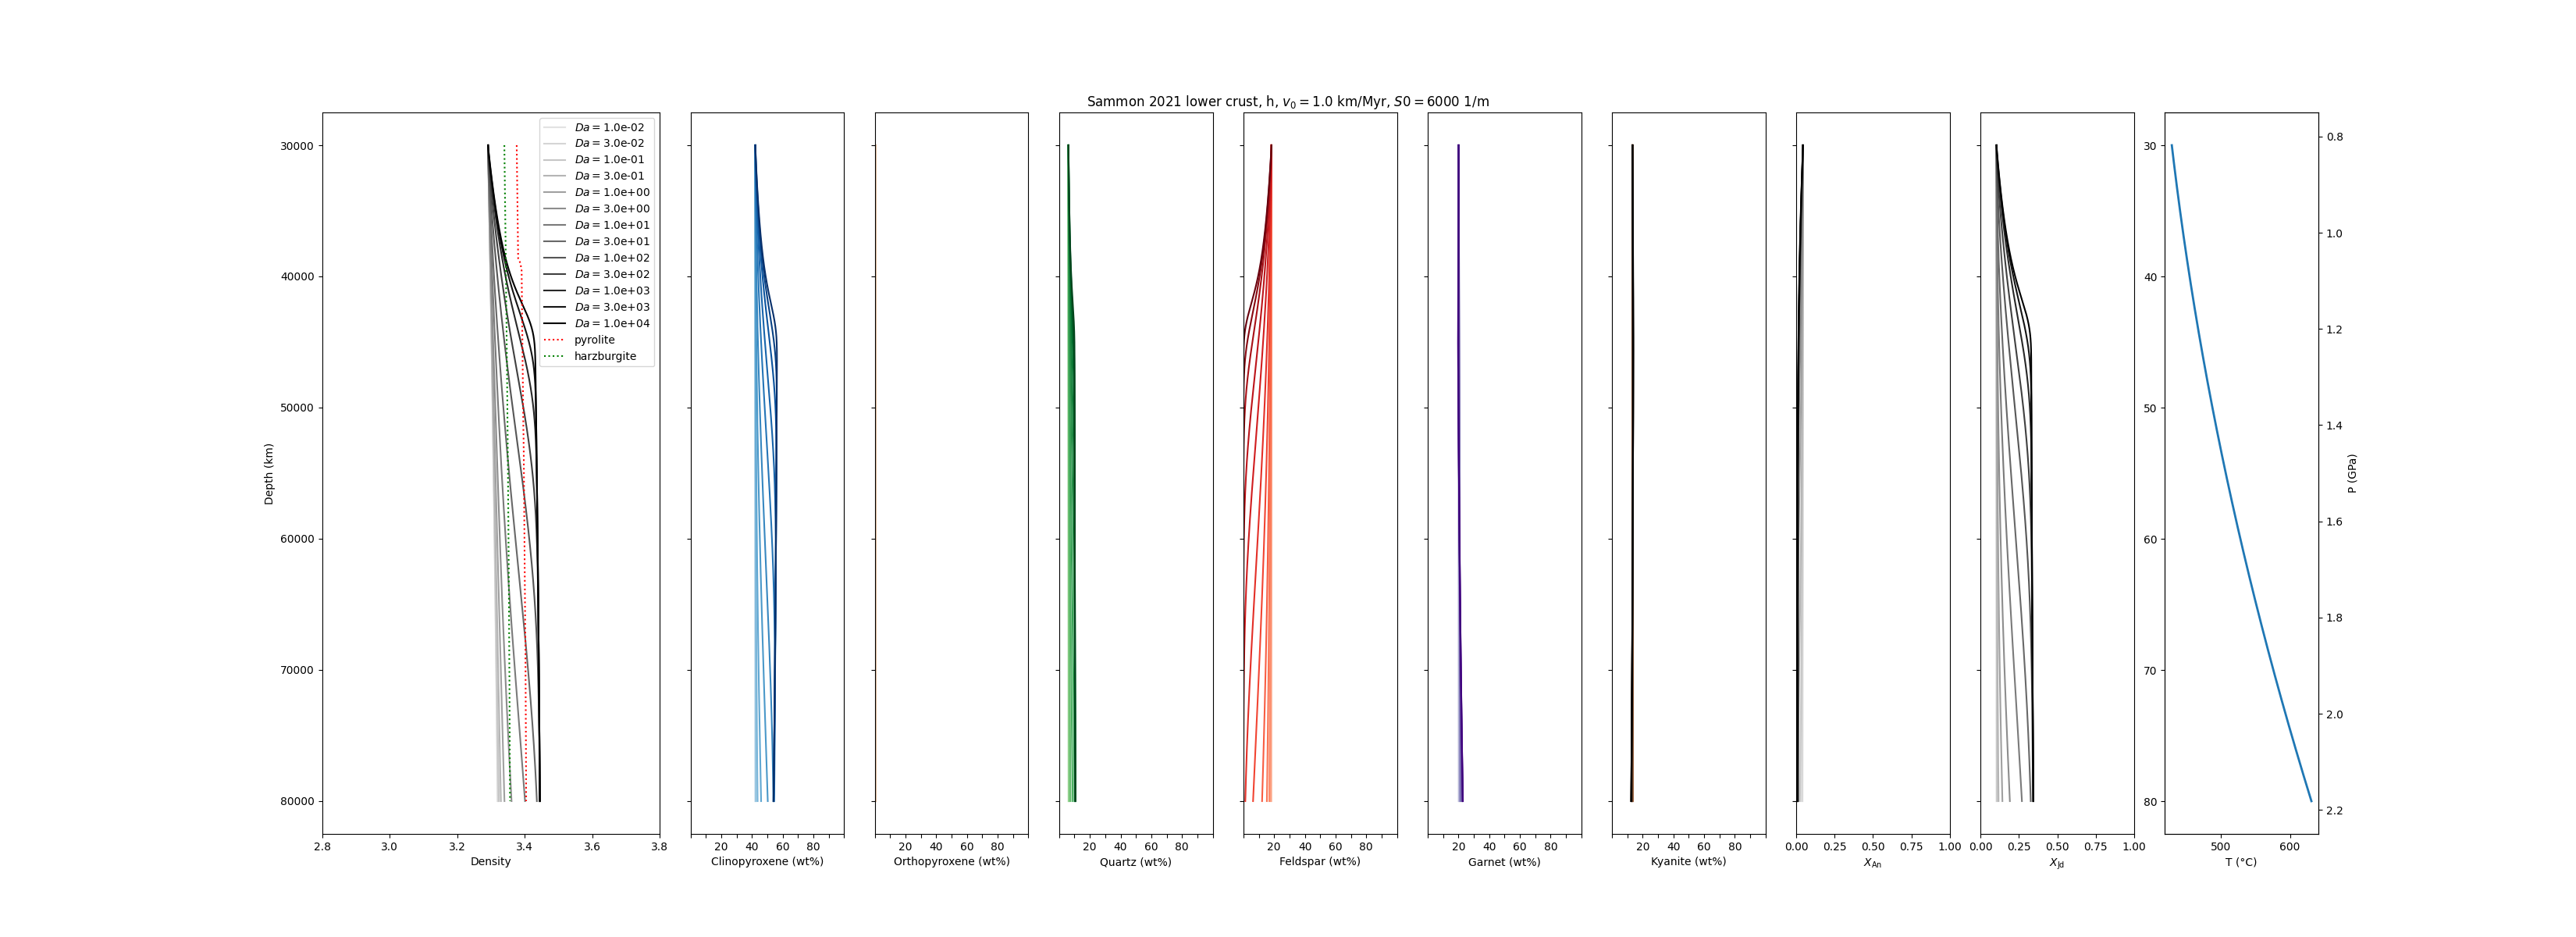 Sammon 2021 lower crust, h, v₀ = 1.0 km/Myr, S0 = 6000 1/m
Da = 1.0e-02
Da = 3.0e-02
Da = 1.0e-01
Da = 3.0e-01
Da = 1.0e+00
Da = 3.0e+00
Da = 1.0e+01
Da = 3.0e+01
Da = 1.0e+02
Da = 3.0e+02
Da = 1.0e+03
Da = 3.0e+03
Da = 1.0e+04
pyrolite
harzburgite
Depth (km)
30000
40000
50000
60000
70000
80000
2.8 3.0 3.2 3.4 3.6 3.8
Density
20 40 60 80
Clinopyroxene (wt%)
20 40 60 80
Orthopyroxene (wt%)
20 40 60 80
Quartz (wt%)
20 40 60 80
Feldspar (wt%)
20 40 60 80
Garnet (wt%)
20 40 60 80
Kyanite (wt%)
0.00 0.25 0.50 0.75 1.00
X_An
0.00 0.25 0.50 0.75 1.00
X_Jd
30
40
50
60
70
80
500 600
T (°C)
0.8
1.0
1.2
1.4
1.6
1.8
2.0
2.2
P (GPa)